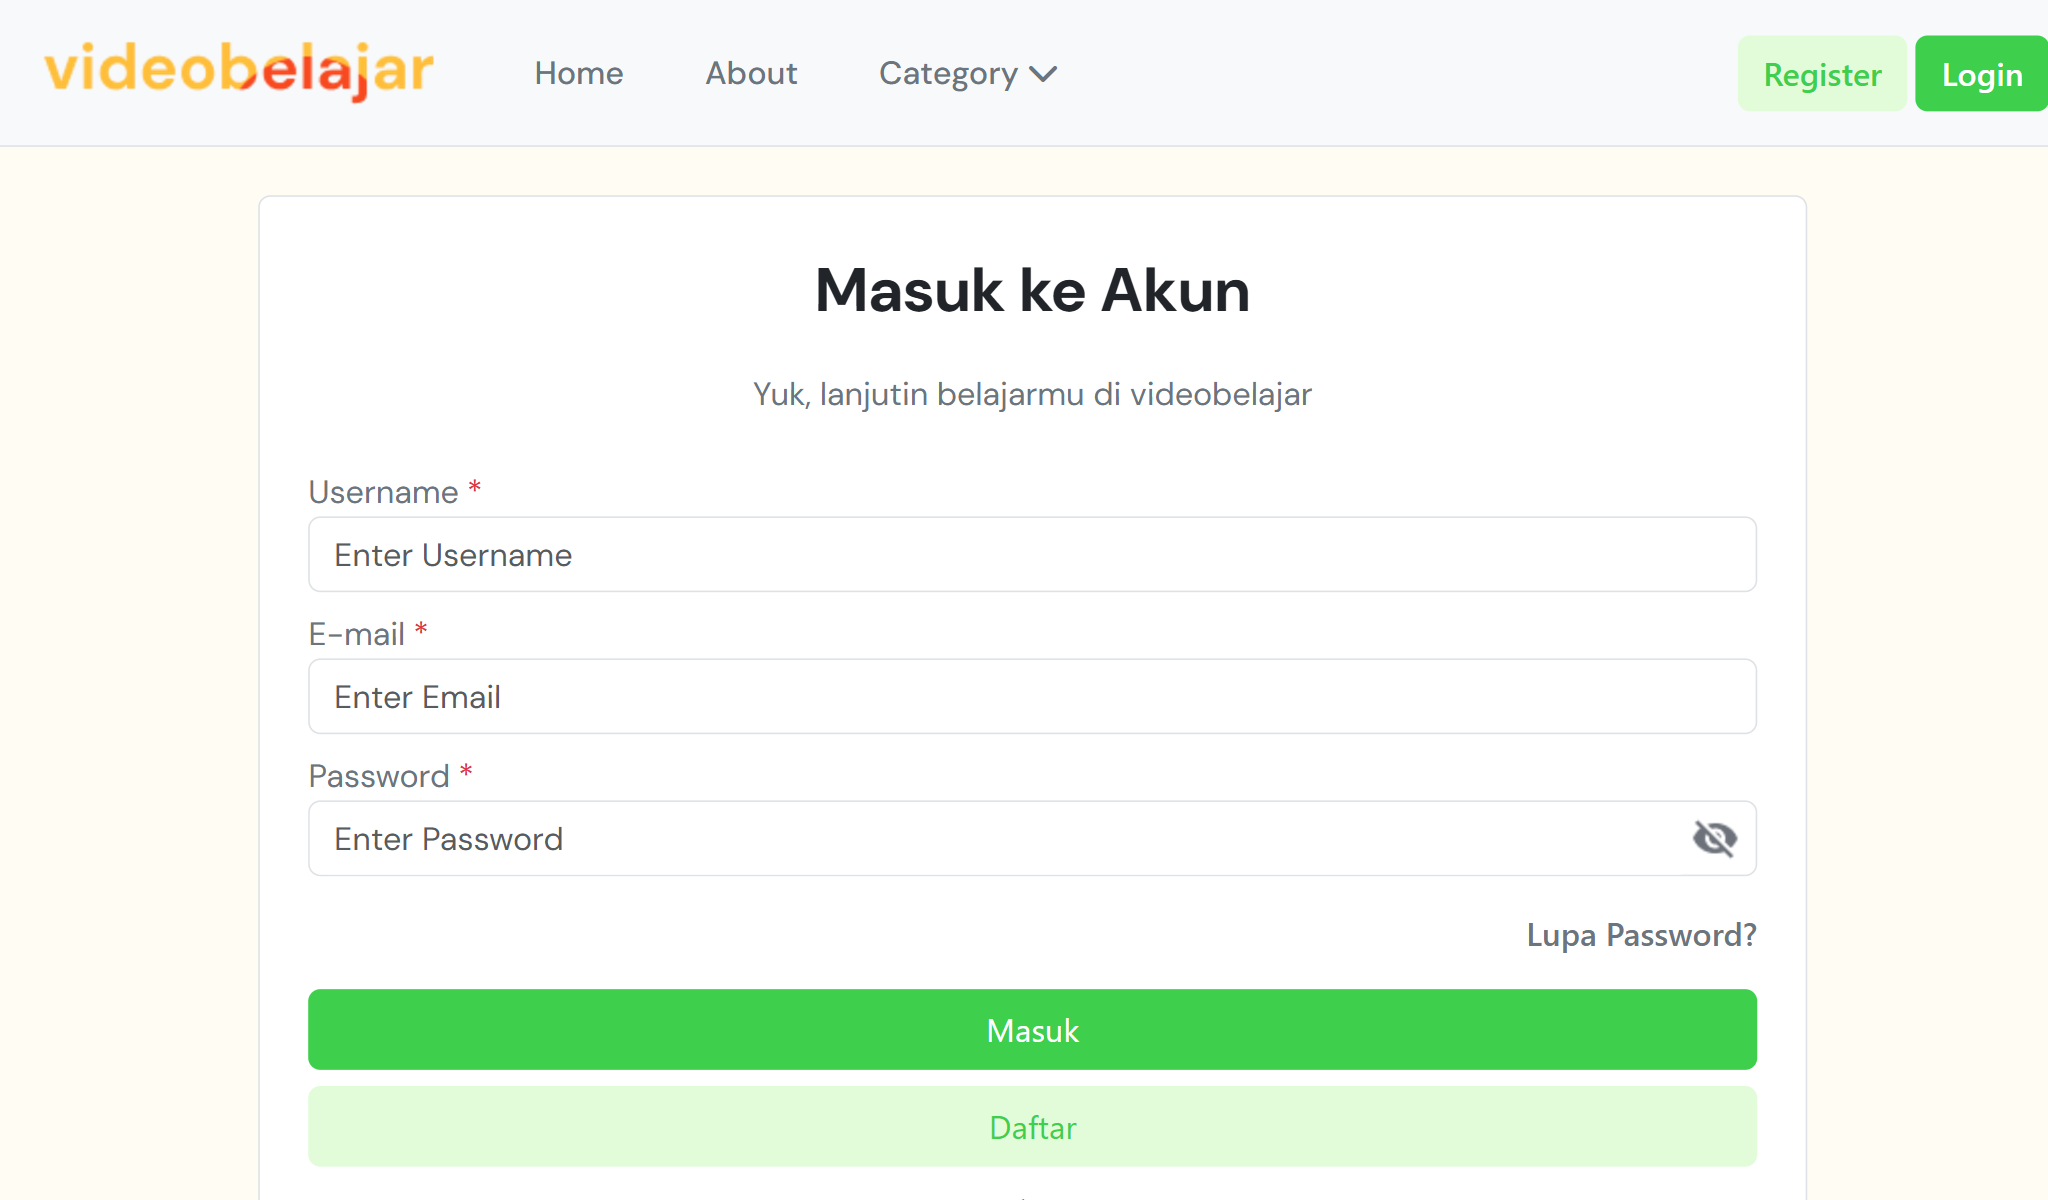 videobelajar
Home
About
Category
Register
Login
Masuk ke Akun
Yuk, lanjutin belajarmu di videobelajar
Username *
Enter Username
E-mail *
Enter Email
Password *
Enter Password
Lupa Password?
Masuk
Daftar